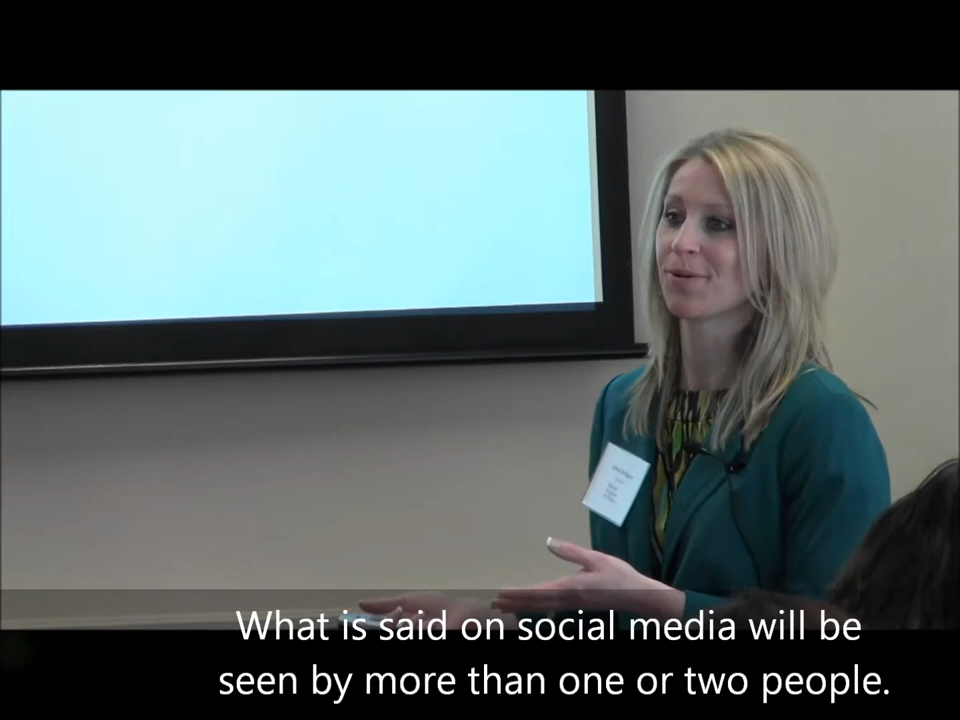 What is said on social media will be
seen by more than one or two people.